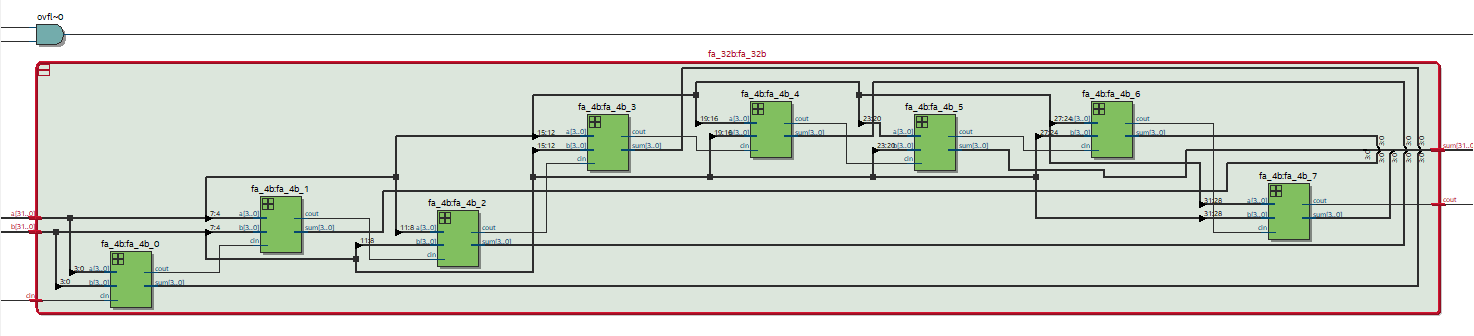 ovfl~0
fa_32b:fa_32b
fa_4b:fa_4b_3
15:12 a[3..0] cout
15:12 b[3..0] sum[3..0]
cin
fa_4b:fa_4b_4
19:16 a[3..0] cout
19:16 b[3..0] sum[3..0]
cin
fa_4b:fa_4b_5
23:20 a[3..0] cout
23:20 b[3..0] sum[3..0]
cin
fa_4b:fa_4b_6
27:24 a[3..0] cout
27:24 b[3..0] sum[3..0]
cin
3:0 3:0 3:0 3:0 3:0
sum[31..0]
fa_4b:fa_4b_1
7:4 a[3..0] cout
7:4 b[3..0] sum[3..0]
cin
fa_4b:fa_4b_2
11:8 a[3..0] cout
11:8 b[3..0] sum[3..0]
cin
fa_4b:fa_4b_7
31:28 a[3..0] cout
31:28 b[3..0] sum[3..0]
cin
cout
a[31..0]
b[31..0]
fa_4b:fa_4b_0
3:0 a[3..0] cout
3:0 b[3..0] sum[3..0]
cin cin